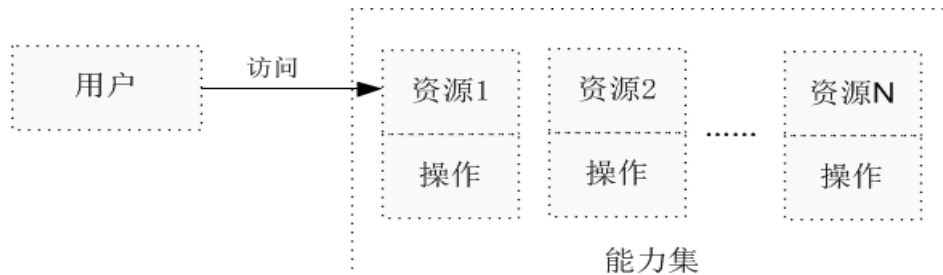 用户
访问
资源1
操作
资源2
操作
......
资源N
操作
能力集